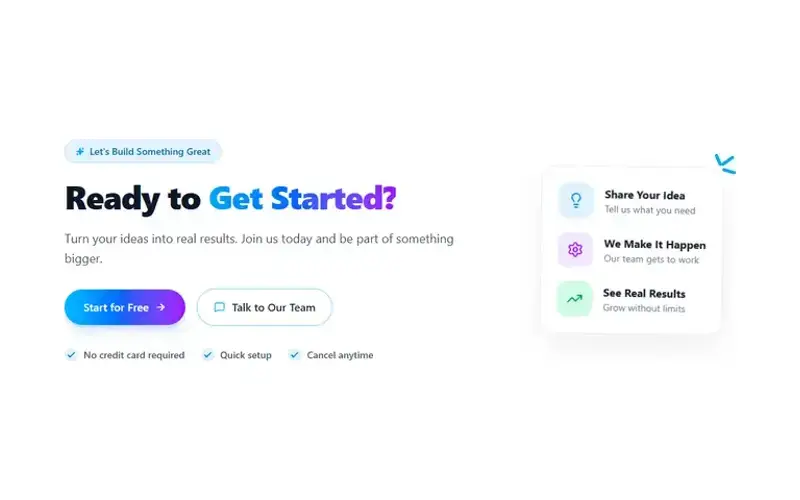 Let's Build Something Great
Ready to Get Started?
Turn your ideas into real results. Join us today and be part of something
bigger.
Start for Free
Talk to Our Team
No credit card required
Quick setup
Cancel anytime
Share Your Idea
Tell us what you need
We Make It Happen
Our team gets to work
See Real Results
Grow without limits